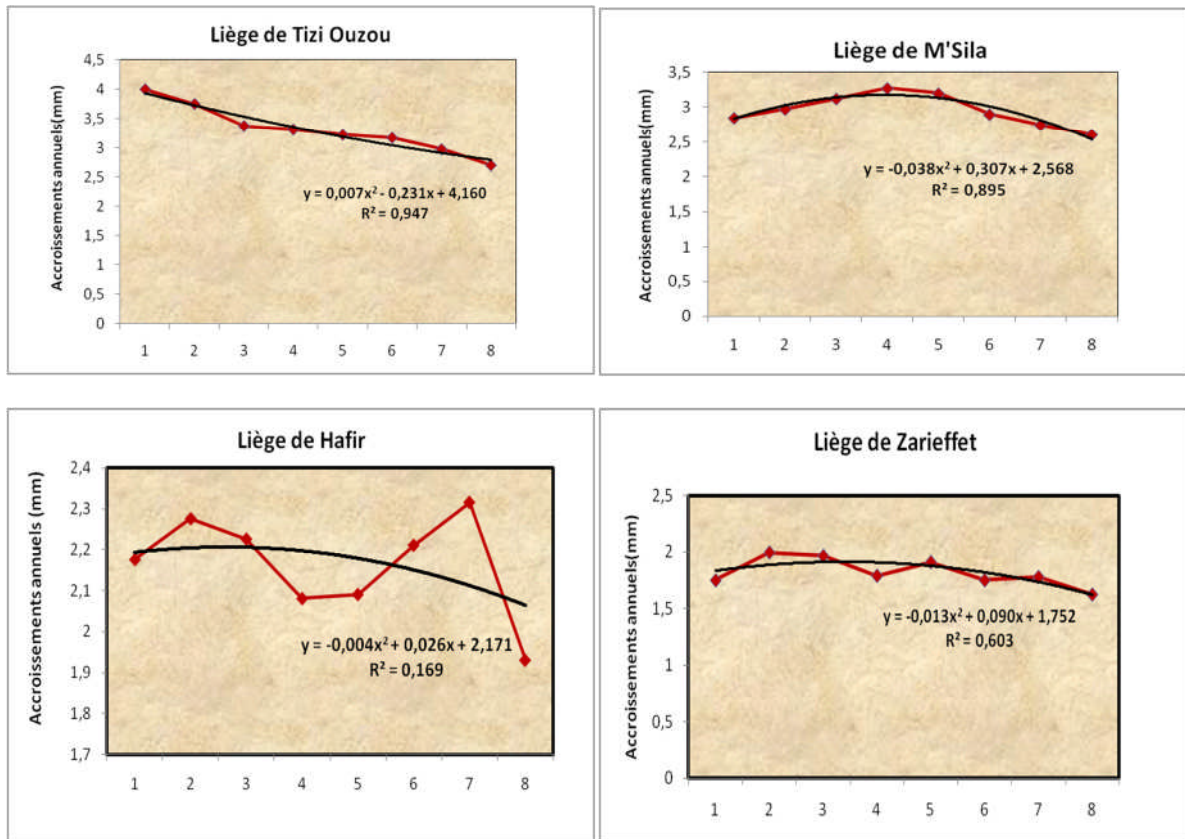 Liège de Tizi Ouzou
Accroissements annuels(mm)
4,5
4
3,5
3
2,5
2
1,5
1
0,5
0
y = 0,007x² - 0,231x + 4,160
R² = 0,947
1 2 3 4 5 6 7 8
Liège de M'Sila
Accroissements annuels(mm)
3,5
3
2,5
2
1,5
1
0,5
0
y = -0,038x² + 0,307x + 2,568
R² = 0,895
1 2 3 4 5 6 7 8
Liège de Hafir
Accroissements annuels (mm)
2,4
2,3
2,2
2,1
2
1,9
1,8
1,7
y = -0,004x² + 0,026x + 2,171
R² = 0,169
1 2 3 4 5 6 7 8
Liège de Zarieffet
Accroissements annuels(mm)
2,5
2
1,5
1
0,5
0
y = -0,013x² + 0,090x + 1,752
R² = 0,603
1 2 3 4 5 6 7 8